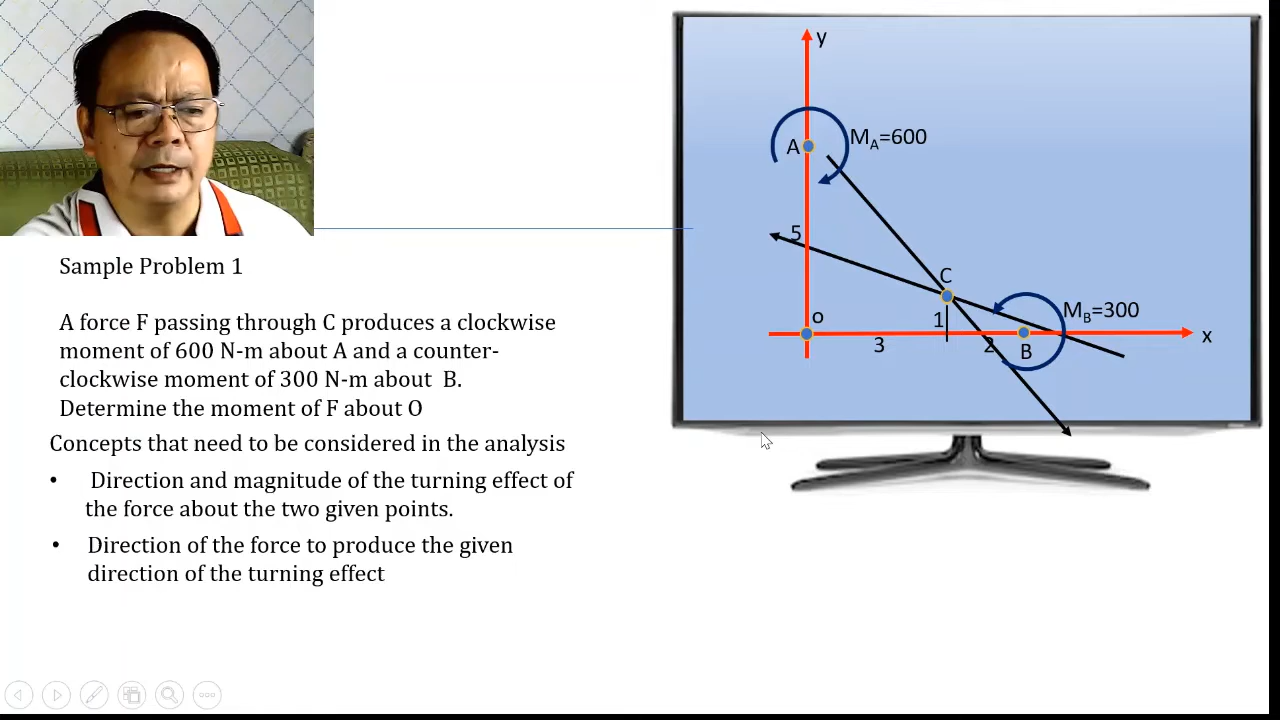 Sample Problem 1
A force F passing through C produces a clockwise
moment of 600 N-m about A and a counter-
clockwise moment of 300 N-m about B.
Determine the moment of F about O
Concepts that need to be considered in the analysis
• Direction and magnitude of the turning effect of
the force about the two given points.
• Direction of the force to produce the given
direction of the turning effect
y
A
MA=600
5
C
o
1
MB=300
3
2
B
x